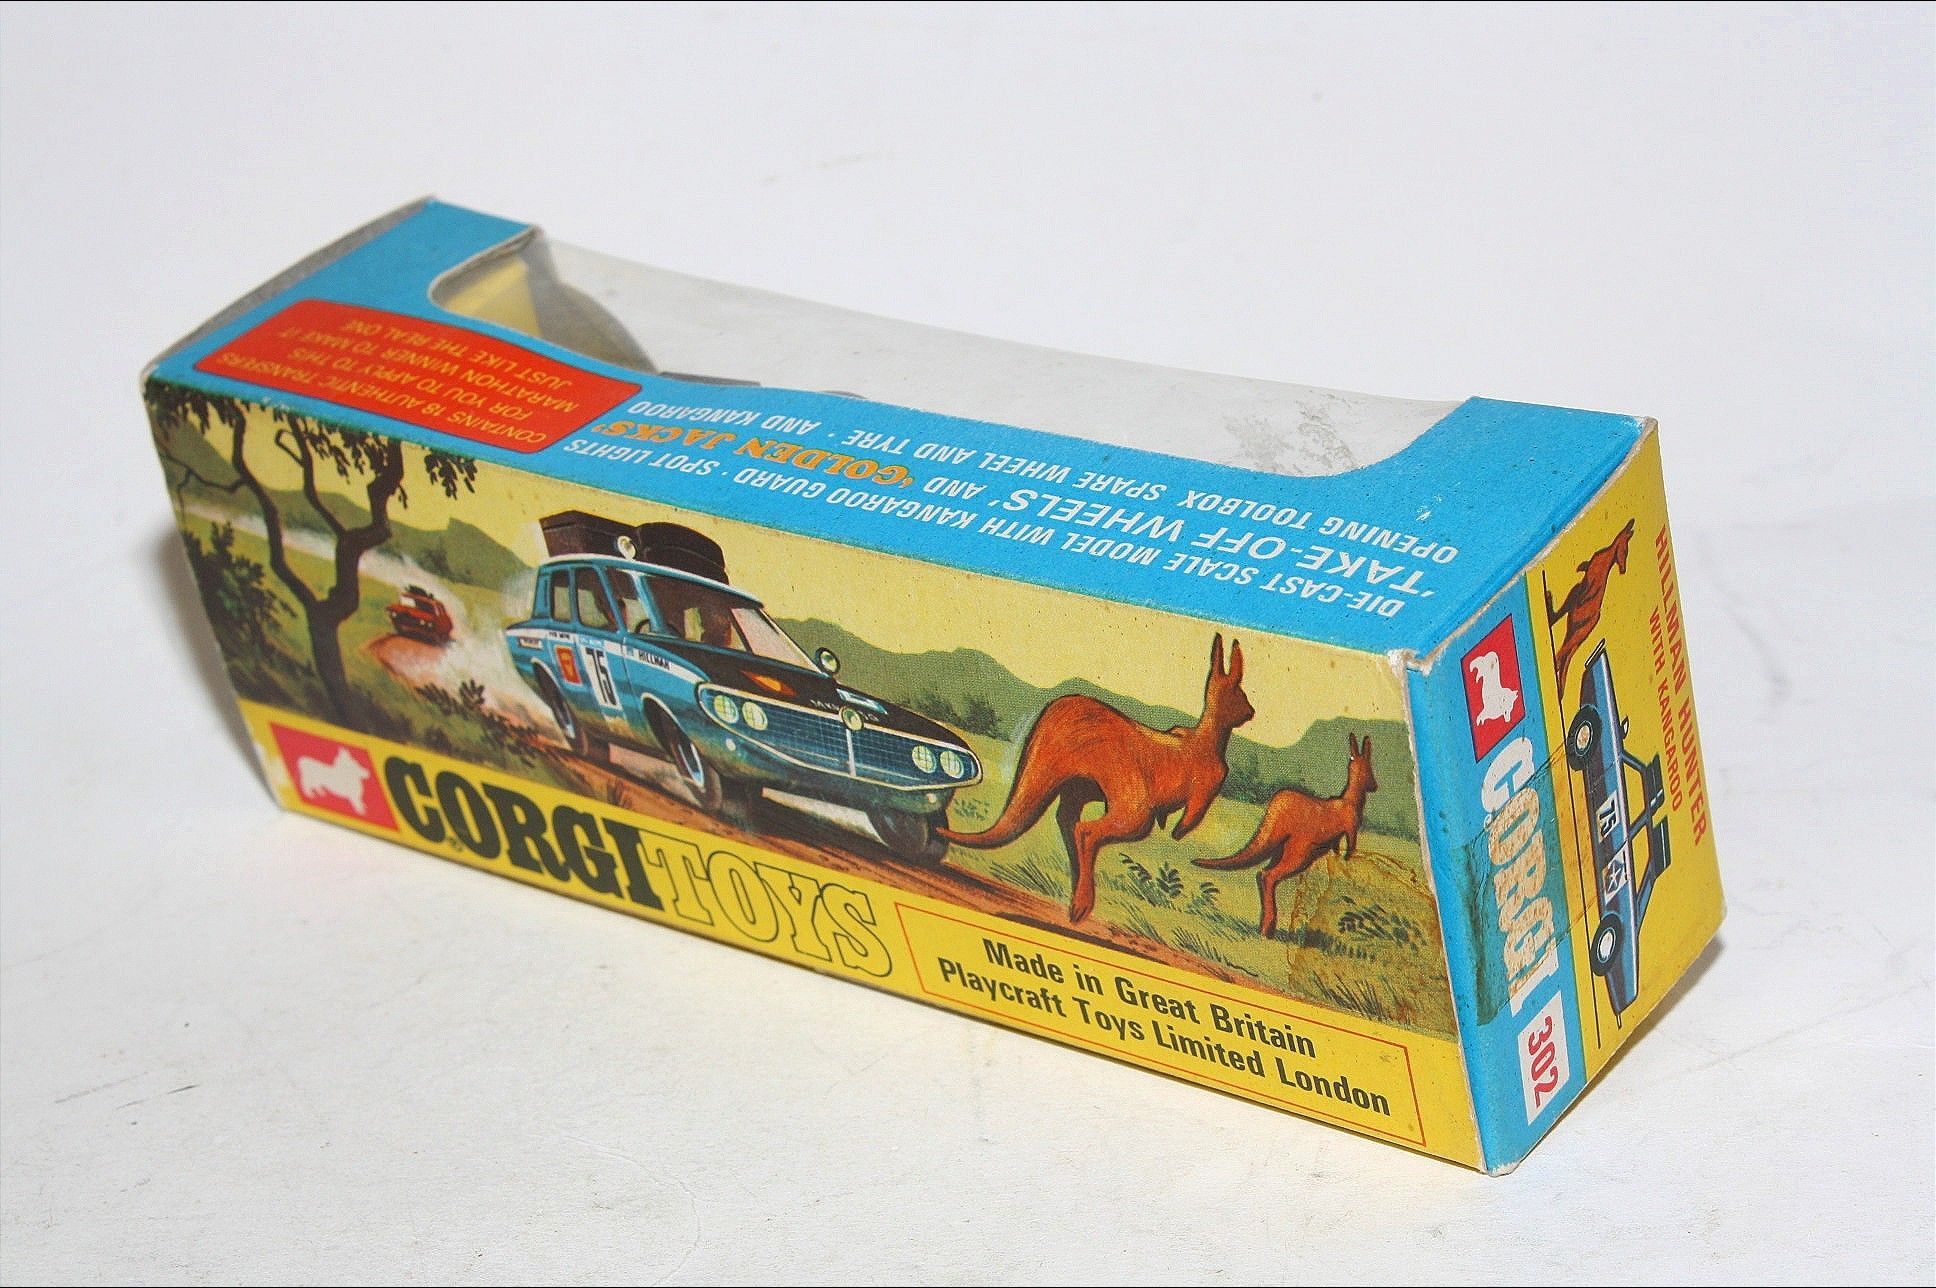 CONTAINS 18 AUTHENTIC TRANSFERS
FOR YOU TO APPLY TO THIS
MARATHON WINNER TO MAKE IT
JUST LIKE THE REAL ONE
DIE-CAST SCALE MODEL WITH KANGAROO GUARD · SPOT LIGHTS
'TAKE-OFF WHEELS' AND 'GOLDEN JACKS'
OPENING TOOLBOX SPARE WHEEL AND TYRE · AND KANGAROO
75
HILLMAN
CORGI TOYS
Made in Great Britain
Playcraft Toys Limited London
CORGI
302
HILLMAN HUNTER
WITH KANGAROO
75